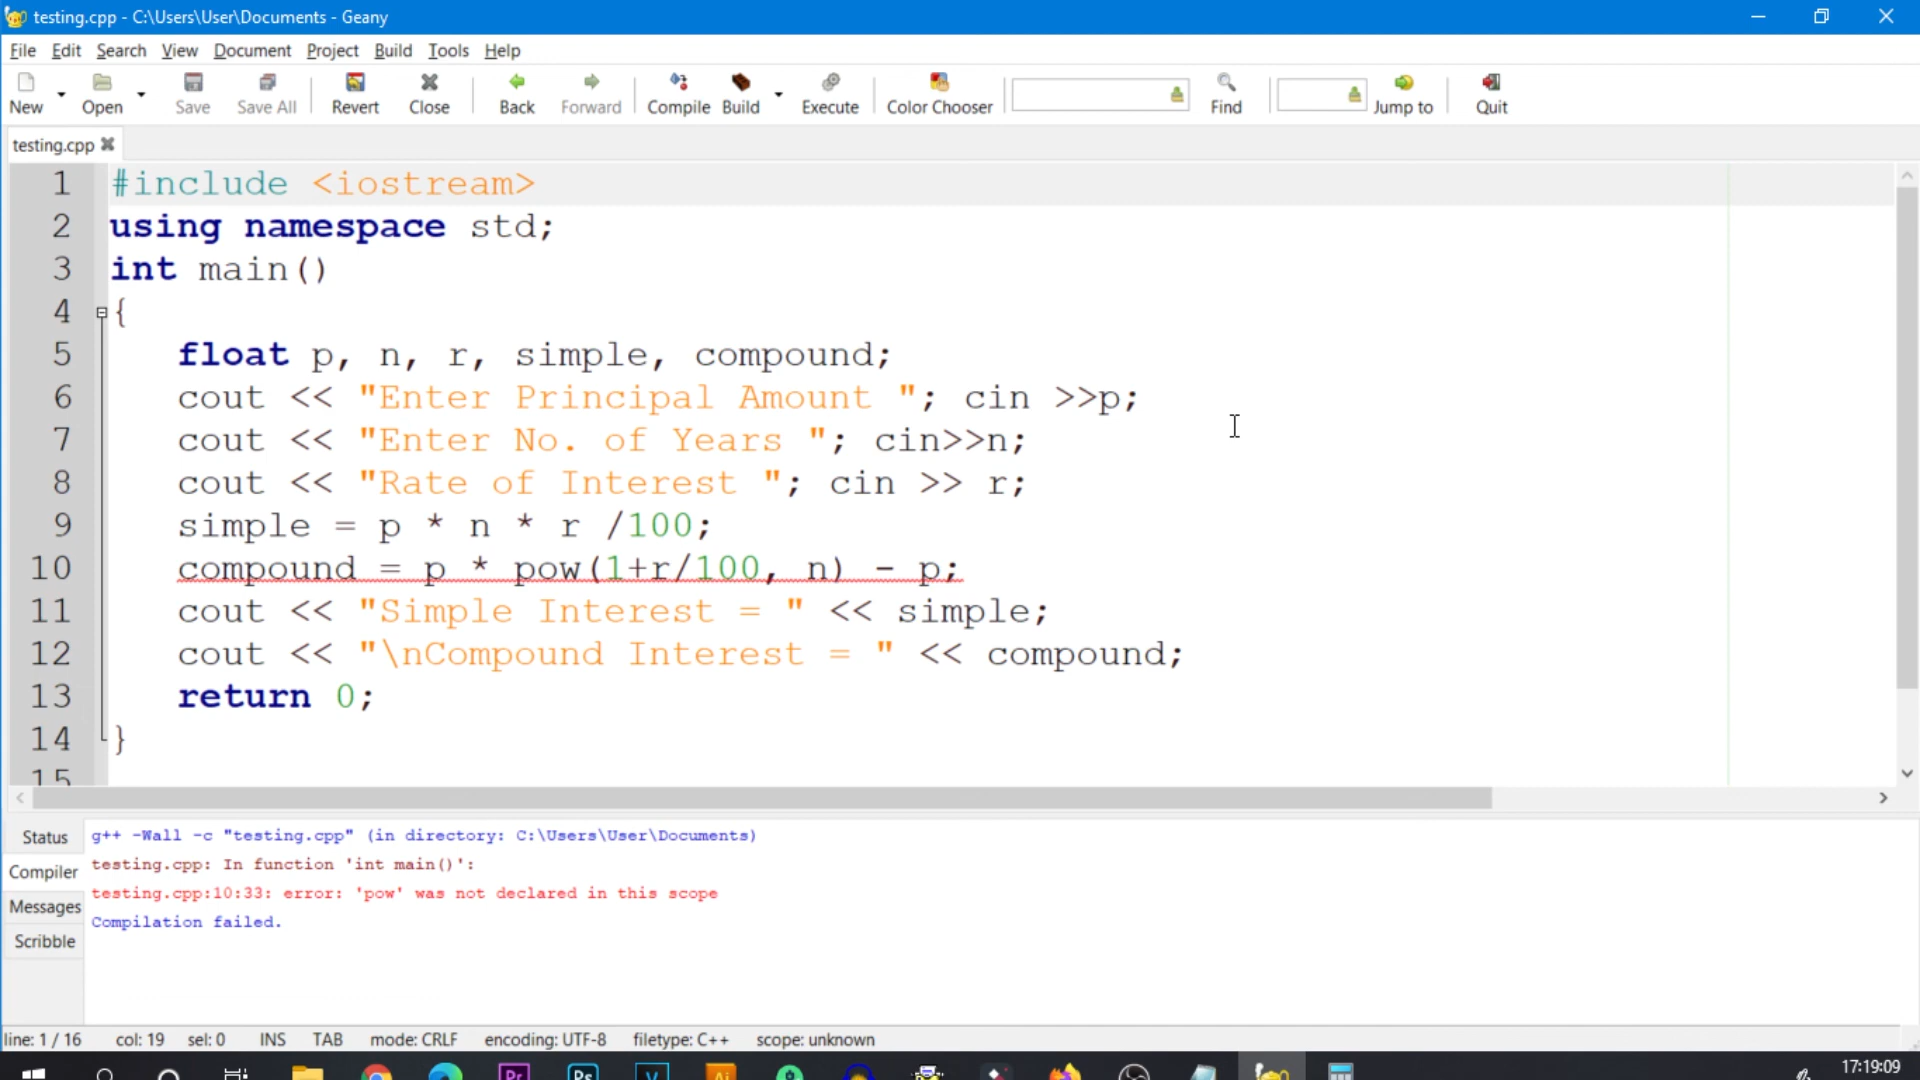 testing.cpp - C:\Users\User\Documents - Geany
File Edit Search View Document Project Build Tools Help
New Open Save Save All Revert Close Back Forward Compile Build Execute Color Chooser Find Jump to Quit
testing.cpp
1 #include <iostream>
2 using namespace std;
3 int main()
4 {
5 float p, n, r, simple, compound;
6 cout << "Enter Principal Amount "; cin >>p;
7 cout << "Enter No. of Years "; cin>>n;
8 cout << "Rate of Interest "; cin >> r;
9 simple = p * n * r /100;
10 compound = p * pow(1+r/100, n) - p;
11 cout << "Simple Interest = " << simple;
12 cout << "\nCompound Interest = " << compound;
13 return 0;
14 }
15
Status
Compiler
Messages
Scribble
g++ -Wall -c "testing.cpp" (in directory: C:\Users\User\Documents)
testing.cpp: In function 'int main()':
testing.cpp:10:33: error: 'pow' was not declared in this scope
Compilation failed.
line: 1 / 16 col: 19 sel: 0 INS TAB mode: CRLF encoding: UTF-8 filetype: C++ scope: unknown
Pr Ps V Ai
17:19:09